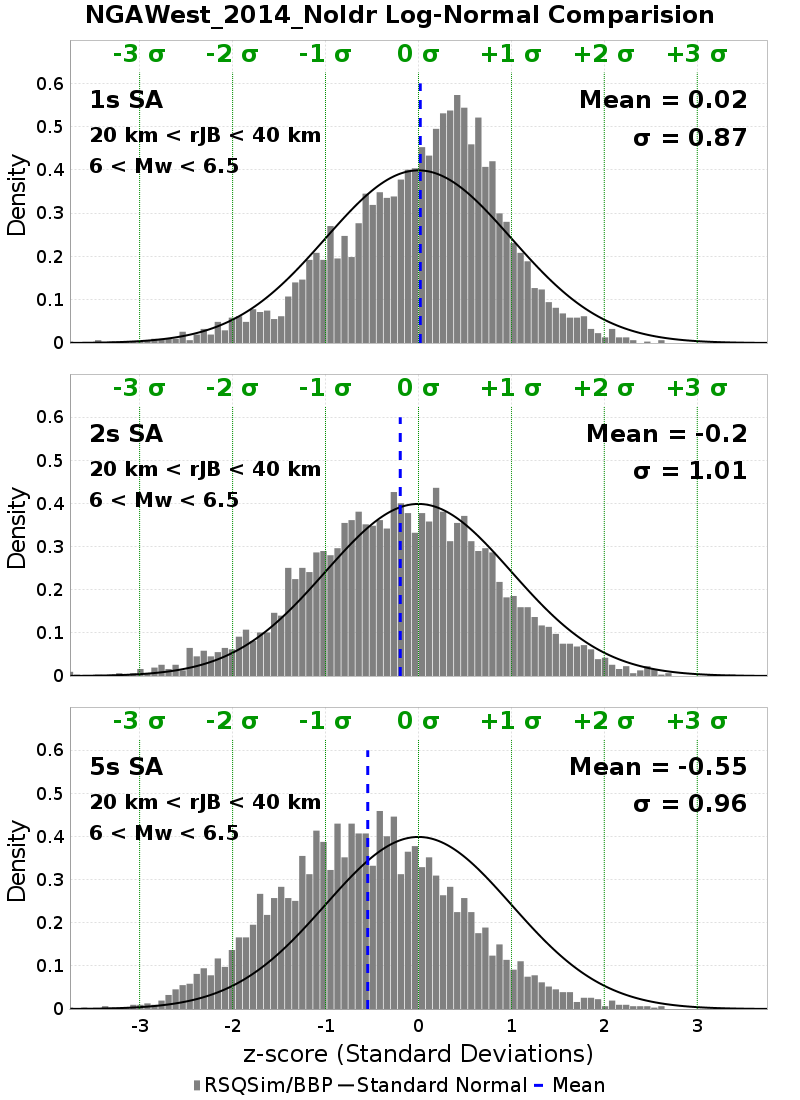 NGAWest_2014_NoIdr Log-Normal Comparision
-3 σ -2 σ -1 σ 0 σ +1 σ +2 σ +3 σ
0.6
1s SA Mean = 0.02
0.5
20 km < rJB < 40 km σ = 0.87
6 < Mw < 6.5
0.4
0.3
0.2
0.1
0
Density
-3 σ -2 σ -1 σ 0 σ +1 σ +2 σ +3 σ
0.6
2s SA Mean = -0.2
0.5
20 km < rJB < 40 km σ = 1.01
6 < Mw < 6.5
0.4
0.3
0.2
0.1
0
Density
-3 σ -2 σ -1 σ 0 σ +1 σ +2 σ +3 σ
0.6
5s SA Mean = -0.55
0.5
20 km < rJB < 40 km σ = 0.96
6 < Mw < 6.5
0.4
0.3
0.2
0.1
0
Density
-3 -2 -1 0 1 2 3
z-score (Standard Deviations)
RSQSim/BBP Standard Normal Mean